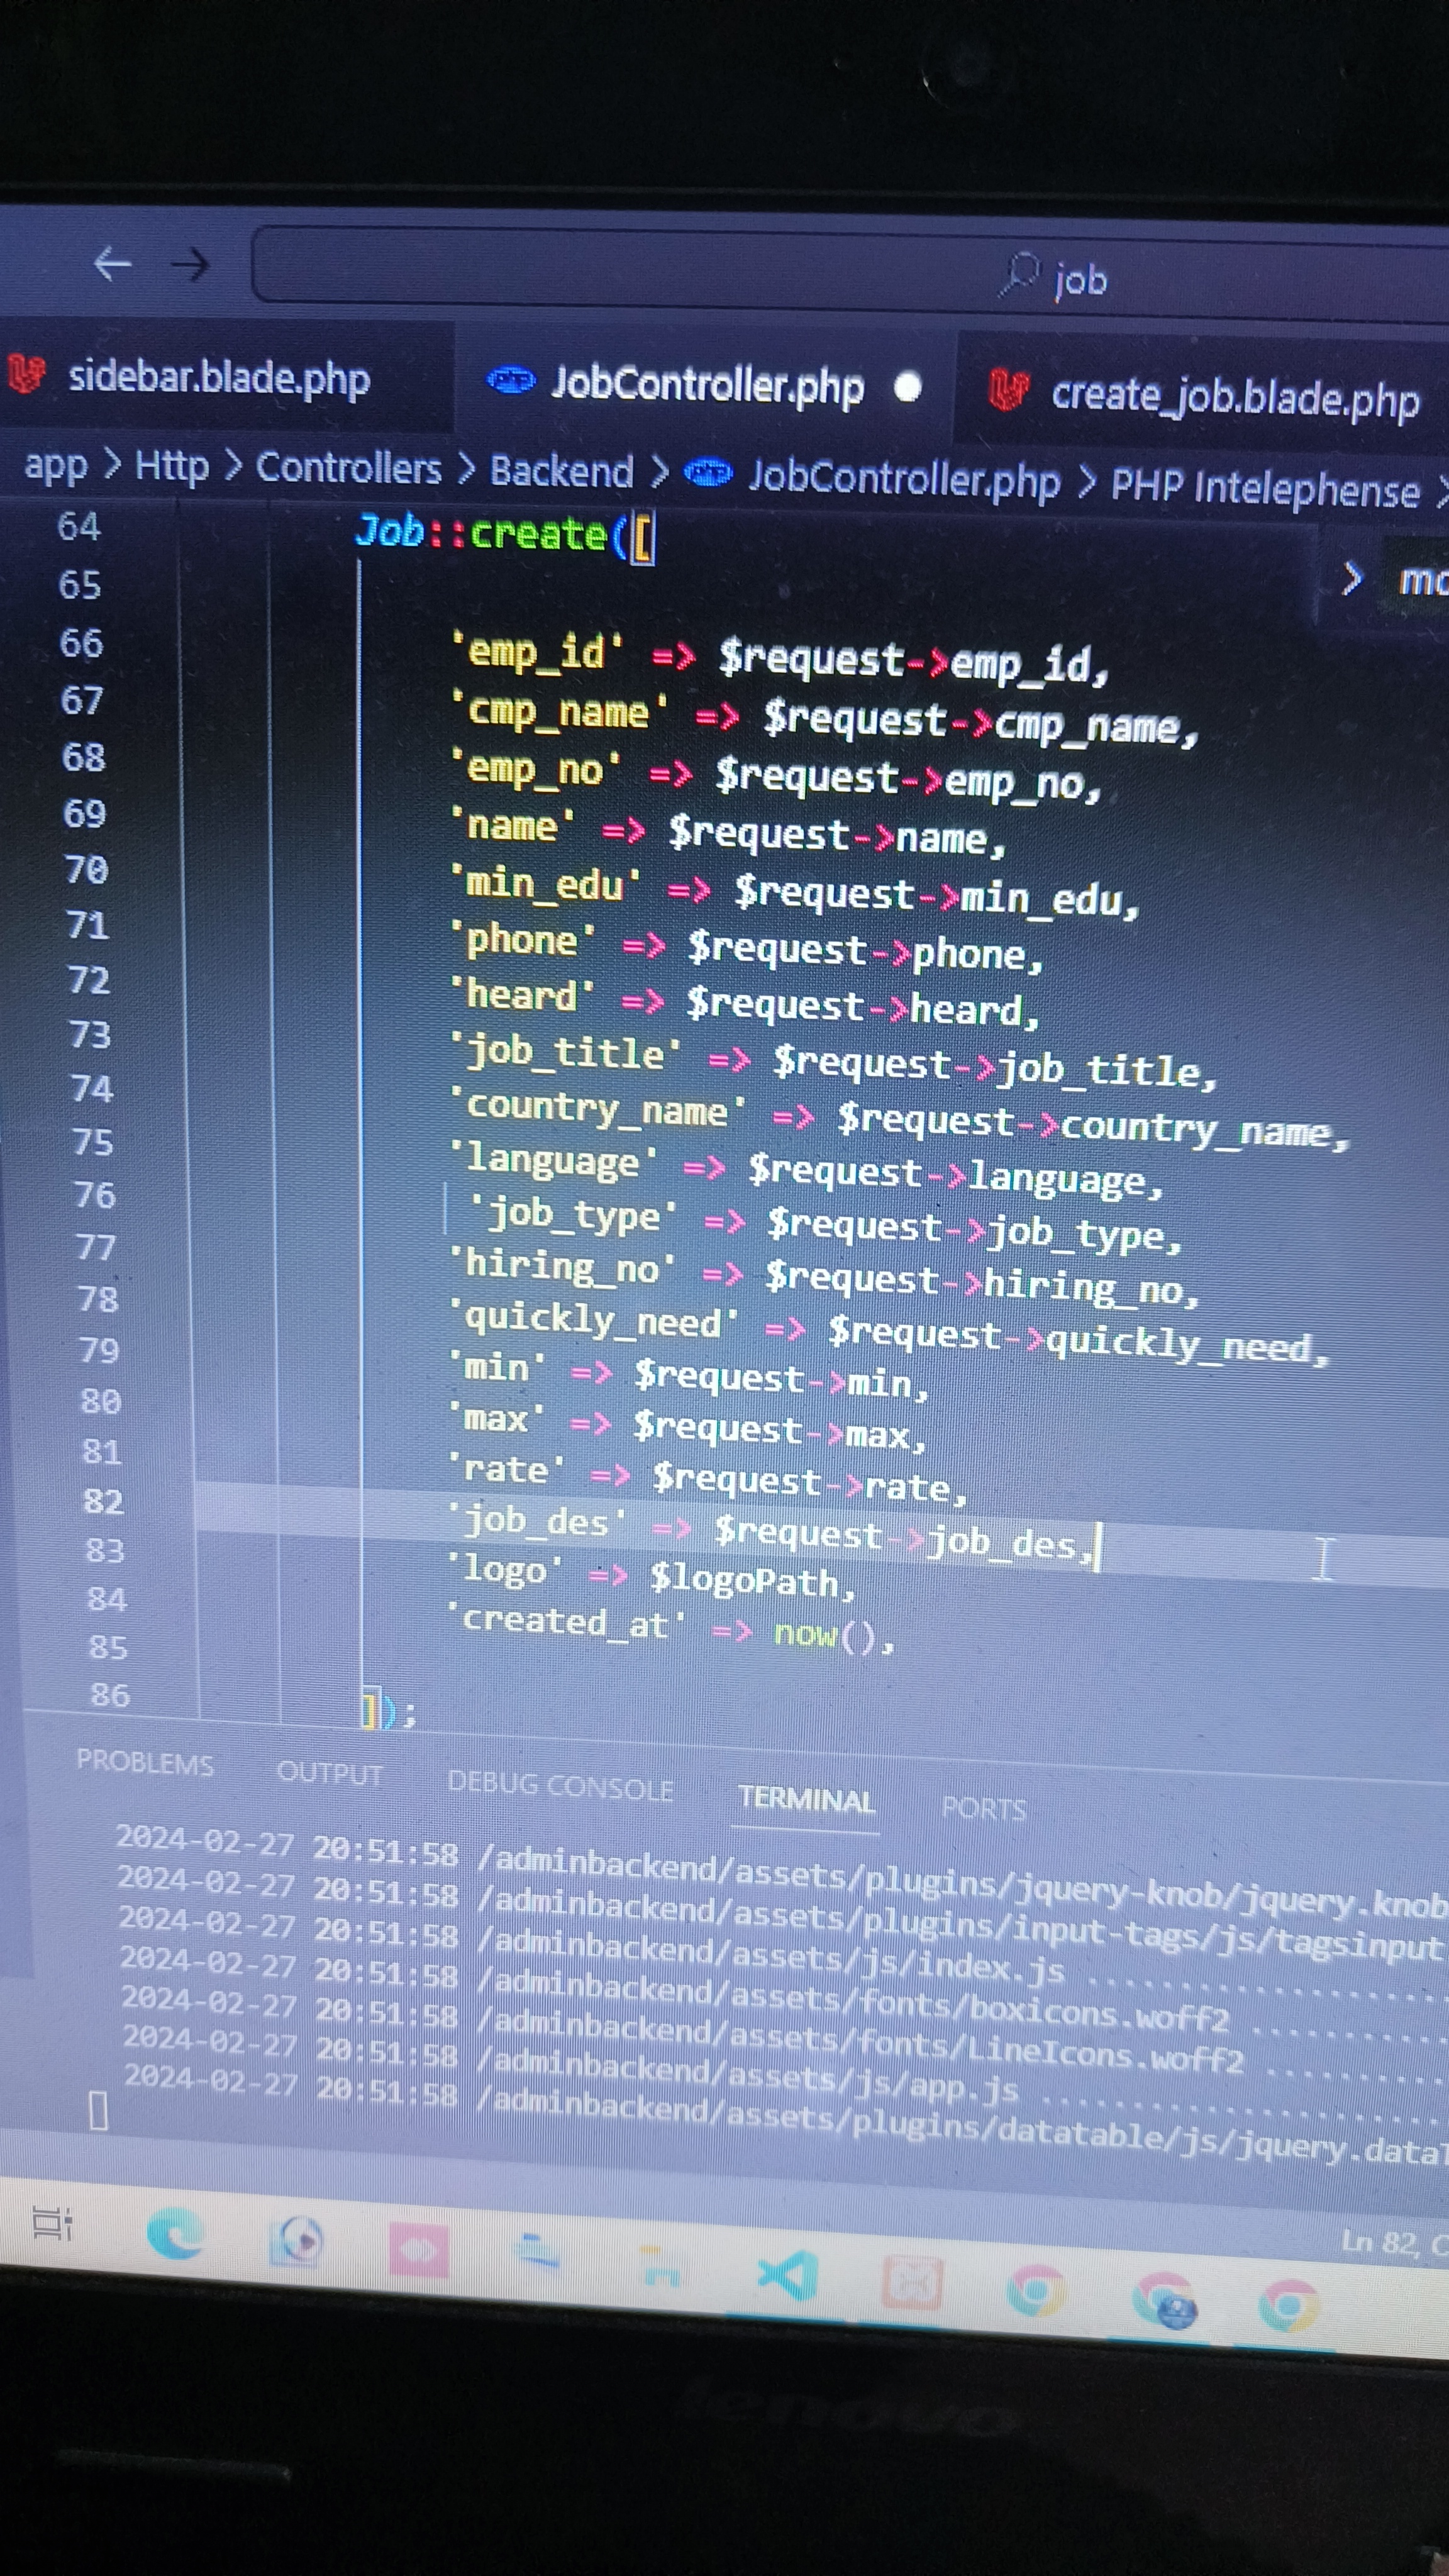 job
sidebar.blade.php JobController.php create_job.blade.php
app > Http > Controllers > Backend > JobController.php > PHP Intelephense >
64 Job::create([
65
66 'emp_id' => $request->emp_id,
67 'cmp_name' => $request->cmp_name,
68 'emp_no' => $request->emp_no,
69 'name' => $request->name,
70 'min_edu' => $request->min_edu,
71 'phone' => $request->phone,
72 'heard' => $request->heard,
73 'job_title' => $request->job_title,
74 'country_name' => $request->country_name,
75 'language' => $request->language,
76 'job_type' => $request->job_type,
77 'hiring_no' => $request->hiring_no,
78 'quickly_need' => $request->quickly_need,
79 'min' => $request->min,
80 'max' => $request->max,
81 'rate' => $request->rate,
82 'job_des' => $request->job_des,
83 'logo' => $logoPath,
84 'created_at' => now(),
85
86 ]);
PROBLEMS OUTPUT DEBUG CONSOLE TERMINAL PORTS
2024-02-27 20:51:58 /adminbackend/assets/plugins/jquery-knob/jquery.knob
2024-02-27 20:51:58 /adminbackend/assets/plugins/input-tags/js/tagsinput
2024-02-27 20:51:58 /adminbackend/assets/js/index.js
2024-02-27 20:51:58 /adminbackend/assets/fonts/boxicons.woff2
2024-02-27 20:51:58 /adminbackend/assets/fonts/LineIcons.woff2
2024-02-27 20:51:58 /adminbackend/assets/js/app.js
2024-02-27 20:51:58 /adminbackend/assets/plugins/datatable/js/jquery.data
Ln 82, C
lenovo